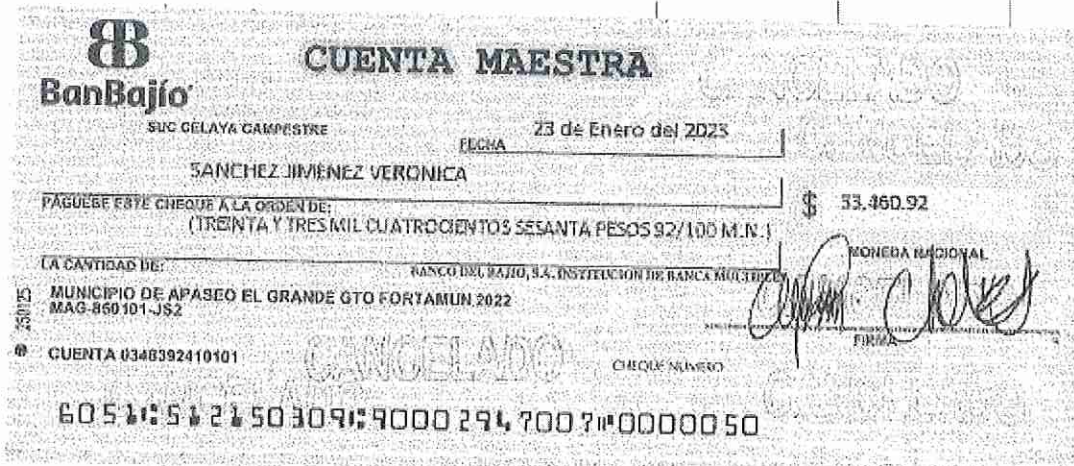 BanBajío
CUENTA MAESTRA
SUC CELAYA CAMPESTRE
FECHA 23 de Enero del 2023
SANCHEZ JIMENEZ VERONICA
PÁGUESE ESTE CHEQUE A LA ORDEN DE:
$ 33,460.92
(TREINTA Y TRES MIL CUATROCIENTOS SESANTA PESOS 92/100 M.N.)
MONEDA NACIONAL
LA CANTIDAD DE:
BANCO DEL BAJIO, S.A. INSTITUCION DE BANCA MULTIPLE
MUNICIPIO DE APASEO EL GRANDE GTO FORTAMUN 2022
MAG-850101-JS2
FIRMA
CUENTA 0348392410101
CANCELADO
CHEQUE NUMERO